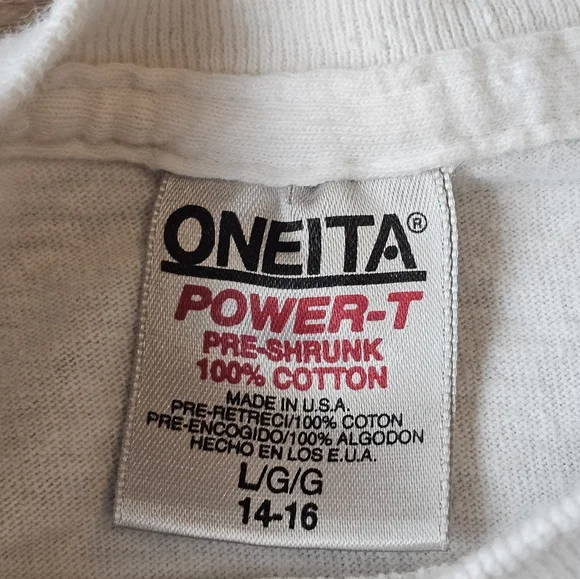 ONEITA®
POWER-T
PRE-SHRUNK
100% COTTON
MADE IN U.S.A.
PRE-RETRECI/100% COTON
PRE-ENCOGIDO/100% ALGODON
HECHO EN LOS E.U.A.
L/G/G
14-16